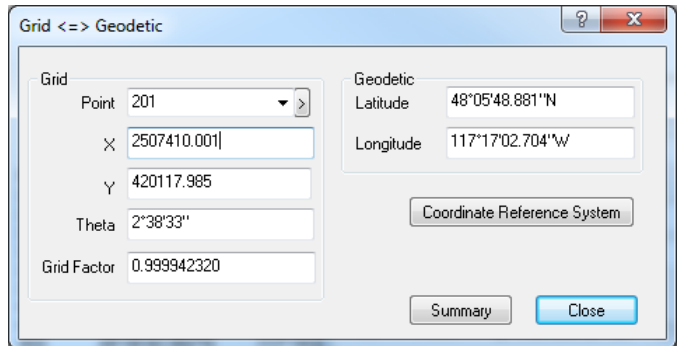 Grid <=> Geodetic
Grid
Point 201 >
X 2507410.001
Y 420117.985
Theta 2°38'33"
Grid Factor 0.999942320
Geodetic
Latitude 48°05'48.881"N
Longitude 117°17'02.704"W
Coordinate Reference System
Summary
Close